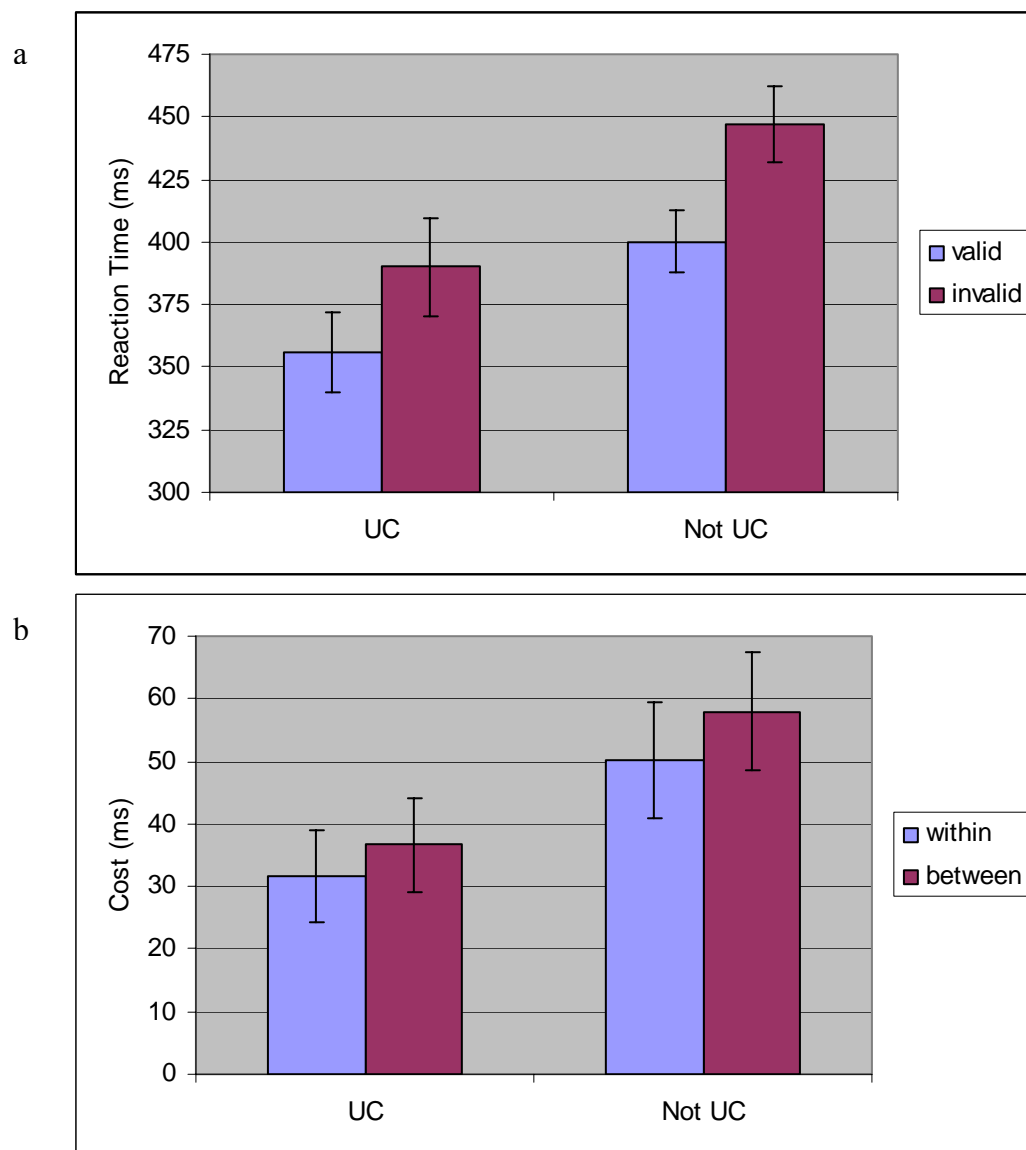 a
475
450
425
400
375
350
325
300
Reaction Time (ms)
UC
Not UC
valid
invalid
b
70
60
50
40
30
20
10
0
Cost (ms)
UC
Not UC
within
between